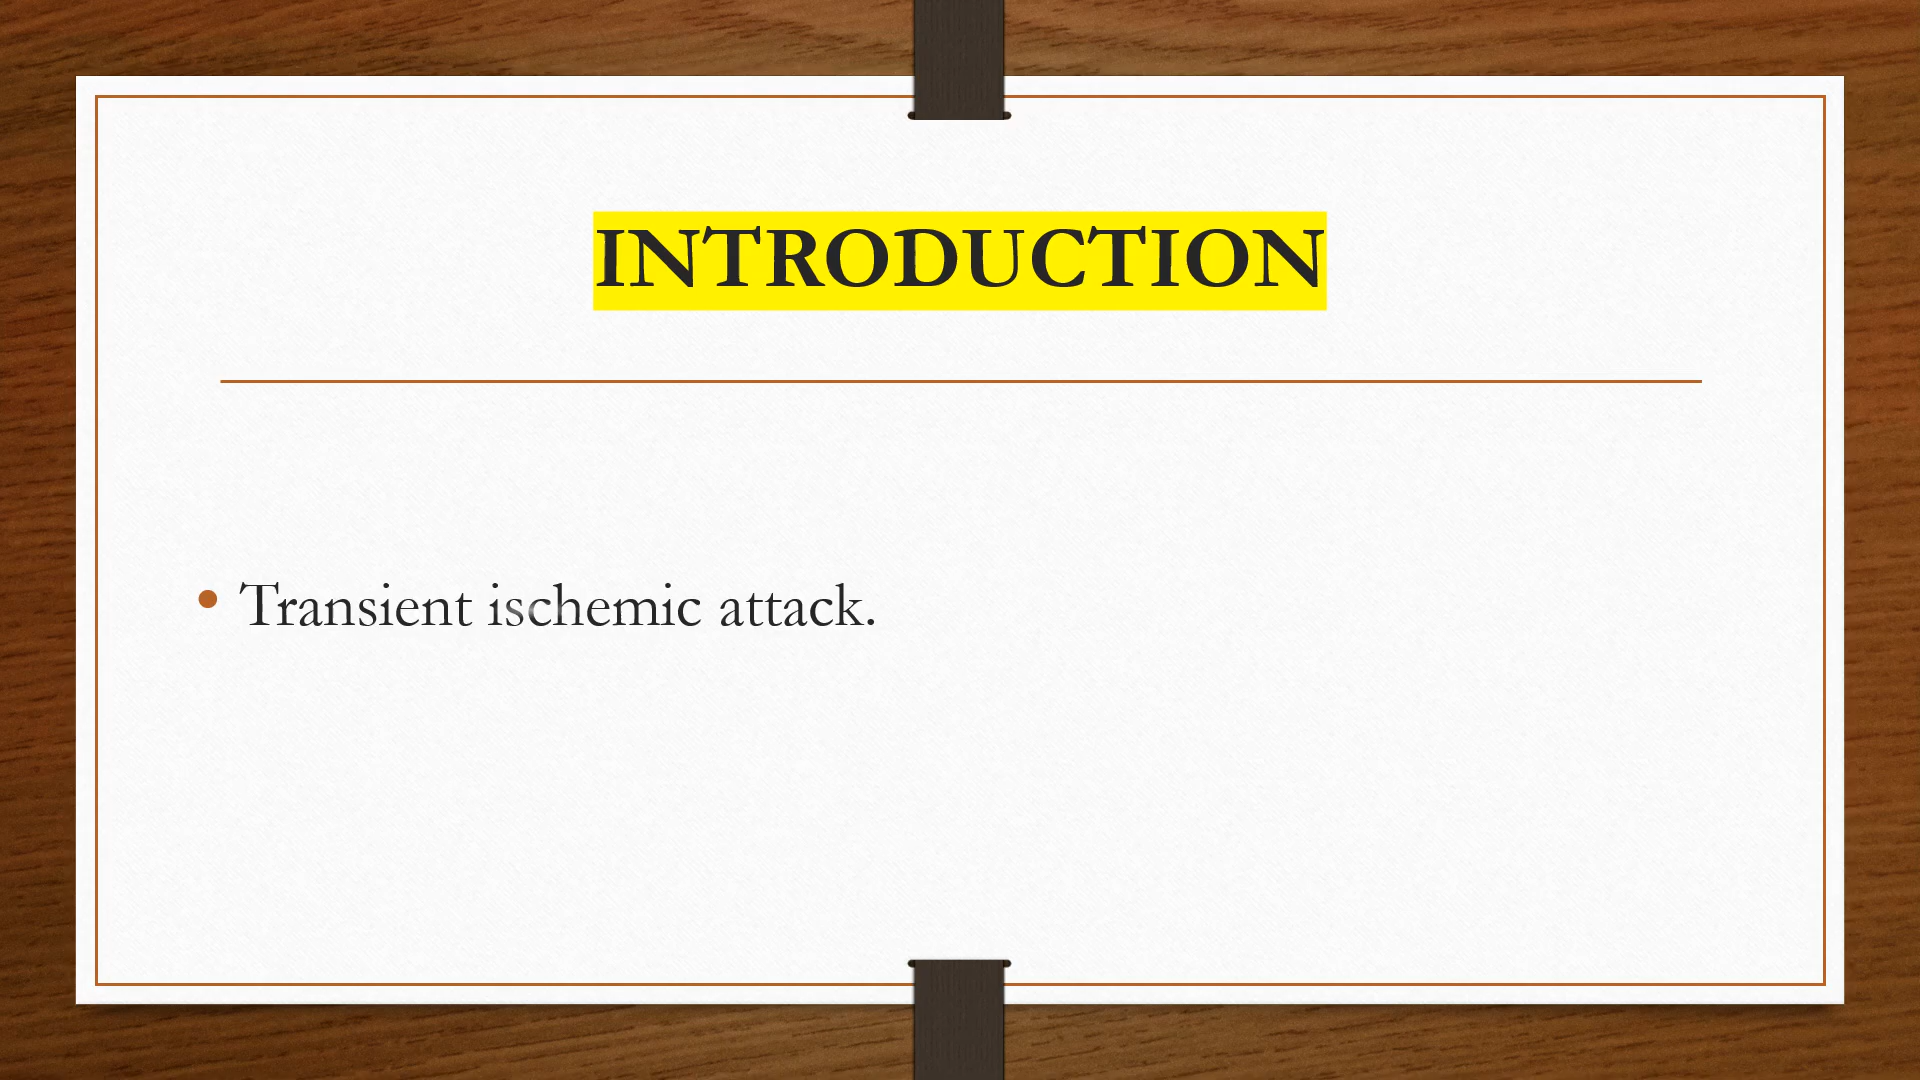 INTRODUCTION
• Transient ischemic attack.